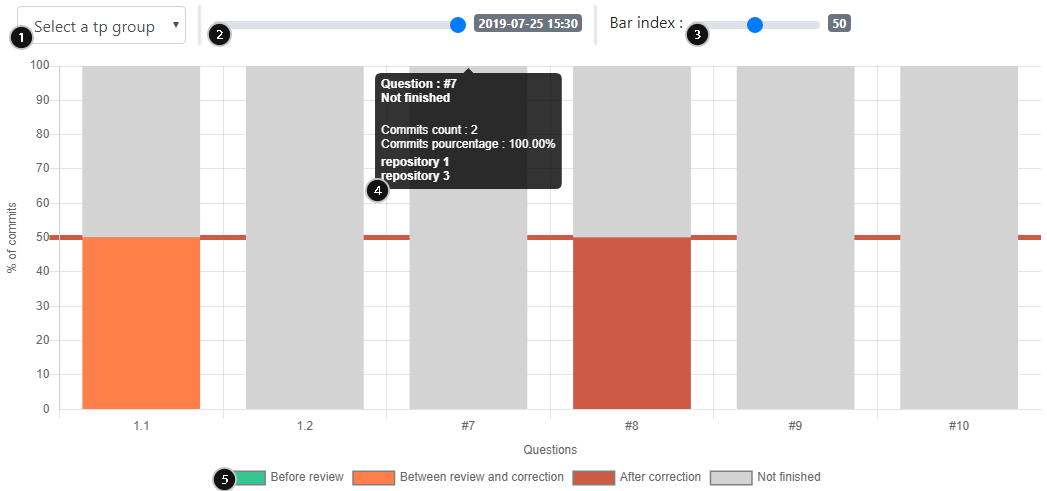 Select a tp group
2019-07-25 15:30
Bar index :
50
1
2
3
100
90
80
70
60
50
40
30
20
10
0
% of commits
Question : #7
Not finished
Commits count : 2
Commits pourcentage : 100.00%
repository 1
repository 3
4
1.1
1.2
#7
#8
#9
#10
Questions
5
Before review
Between review and correction
After correction
Not finished